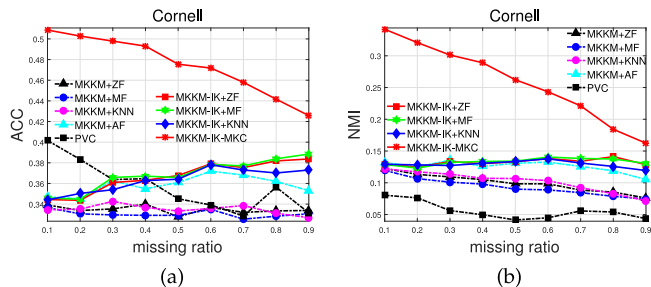 Cornell
ACC
0.5
0.48
0.46
0.44
0.42
0.4
0.38
0.36
0.34
MKKM+ZF
MKKM+MF
MKKM+KNN
MKKM+AF
PVC
MKKM-IK+ZF
MKKM-IK+MF
MKKM-IK+KNN
MKKM-IK-MKC
0.1 0.2 0.3 0.4 0.5 0.6 0.7 0.8 0.9
missing ratio
(a)
Cornell
NMI
0.3
0.25
0.2
0.15
0.1
0.05
MKKM+ZF
MKKM+MF
MKKM+KNN
MKKM+AF
PVC
MKKM-IK+ZF
MKKM-IK+MF
MKKM-IK+KNN
MKKM-IK-MKC
0.1 0.2 0.3 0.4 0.5 0.6 0.7 0.8 0.9
missing ratio
(b)